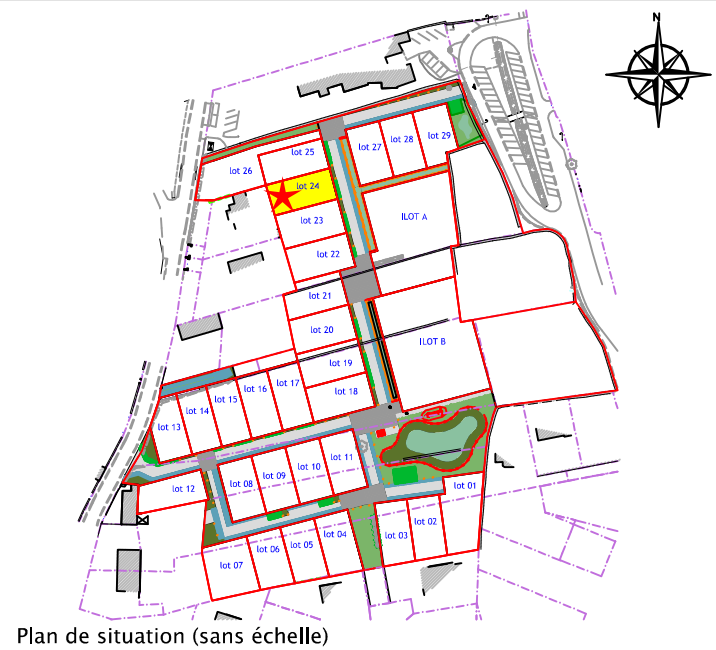 N
lot 29
lot 28
lot 27
lot 25
lot 26
lot 24
lot 23
ILOT A
lot 22
lot 21
lot 20
ILOT B
lot 19
lot 18
lot 17
lot 16
lot 15
lot 14
lot 13
lot 11
lot 10
lot 09
lot 08
lot 12
lot 01
lot 02
lot 03
lot 04
lot 05
lot 06
lot 07
Plan de situation (sans échelle)